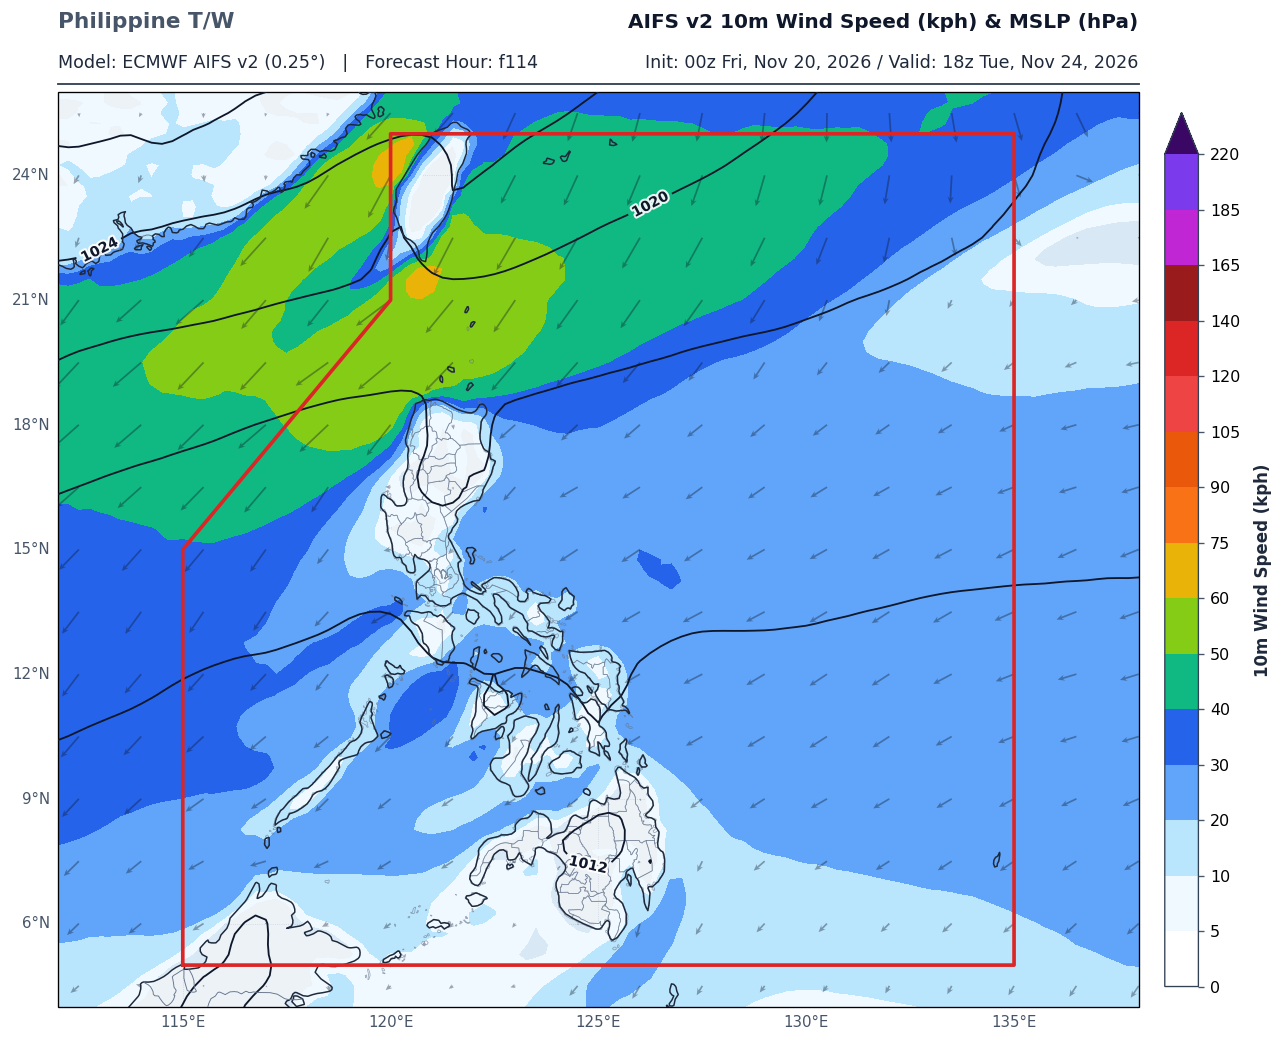 Philippine T/W
AIFS v2 10m Wind Speed (kph) & MSLP (hPa)
Model: ECMWF AIFS v2 (0.25°) | Forecast Hour: f114
Init: 00z Fri, Nov 20, 2026 / Valid: 18z Tue, Nov 24, 2026
24°N
21°N
18°N
15°N
12°N
9°N
6°N
115°E
120°E
125°E
130°E
135°E
1024
1020
1012
220
185
165
140
120
105
90
75
60
50
40
30
20
10
5
0
10m Wind Speed (kph)